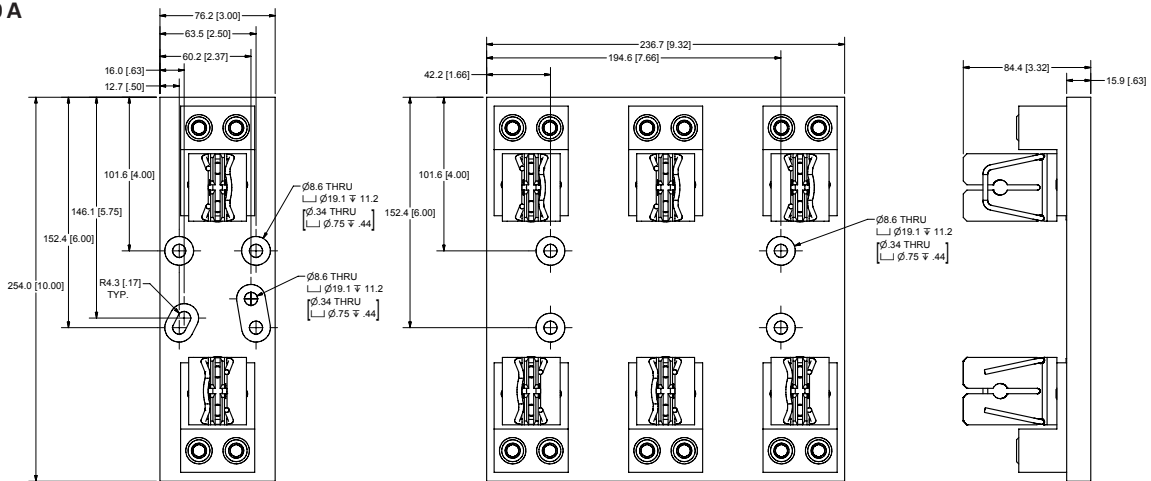 A
76.2 [3.00]
63.5 [2.50]
60.2 [2.37]
16.0 [.63]
12.7 [.50]
101.6 [4.00]
146.1 [5.75]
152.4 [6.00]
254.0 [10.00]
R4.3 [.17]
TYP.
Ø8.6 THRU
⌴ Ø19.1 ↧ 11.2
[Ø.34 THRU
⌴ Ø.75 ↧ .44]
Ø8.6 THRU
⌴ Ø19.1 ↧ 11.2
[Ø.34 THRU
⌴ Ø.75 ↧ .44]
236.7 [9.32]
194.6 [7.66]
42.2 [1.66]
101.6 [4.00]
152.4 [6.00]
Ø8.6 THRU
⌴ Ø19.1 ↧ 11.2
[Ø.34 THRU
⌴ Ø.75 ↧ .44]
84.4 [3.32]
15.9 [.63]